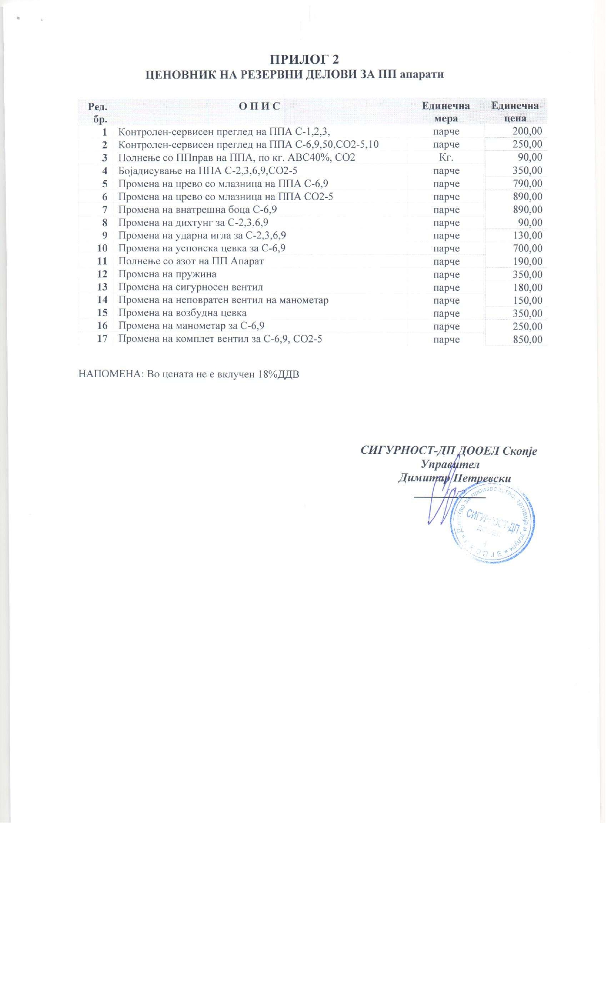 ПРИЛОГ 2
ЦЕНОВНИК НА РЕЗЕРВНИ ДЕЛОВИ ЗА ПП апарати
Ред. бр. О П И С Единечна мера Единечна цена
1 Контролен-сервисен преглед на ППА С-1,2,3, парче 200,00
2 Контролен-сервисен преглед на ППА С-6,9,50,СО2-5,10 парче 250,00
3 Полнење со ППправ на ППА, по кг. АВС40%, СО2 Кг. 90,00
4 Бојадисување на ППА С-2,3,6,9,СО2-5 парче 350,00
5 Промена на црево со млазница на ППА С-6,9 парче 790,00
6 Промена на црево со млазница на ППА СО2-5 парче 890,00
7 Промена на внатрешна боца С-6,9 парче 890,00
8 Промена на дихтунг за С-2,3,6,9 парче 90,00
9 Промена на ударна игла за С-2,3,6,9 парче 130,00
10 Промена на успонска цевка за С-6,9 парче 700,00
11 Полнење со азот на ПП Апарат парче 190,00
12 Промена на пружина парче 350,00
13 Промена на сигурносен вентил парче 180,00
14 Промена на неповратен вентил на манометар парче 150,00
15 Промена на возбудна цевка парче 350,00
16 Промена на манометар за С-6,9 парче 250,00
17 Промена на комплет вентил за С-6,9, СО2-5 парче 850,00
НАПОМЕНА: Во цената не е вклучен 18%ДДВ
СИГУРНОСТ-ДП ДООЕЛ Скопје
Управител
Димитар Петревски
Друштво за производство, трговија и услуги
СИГУРНОСТ-ДП
СКОПЈЕ